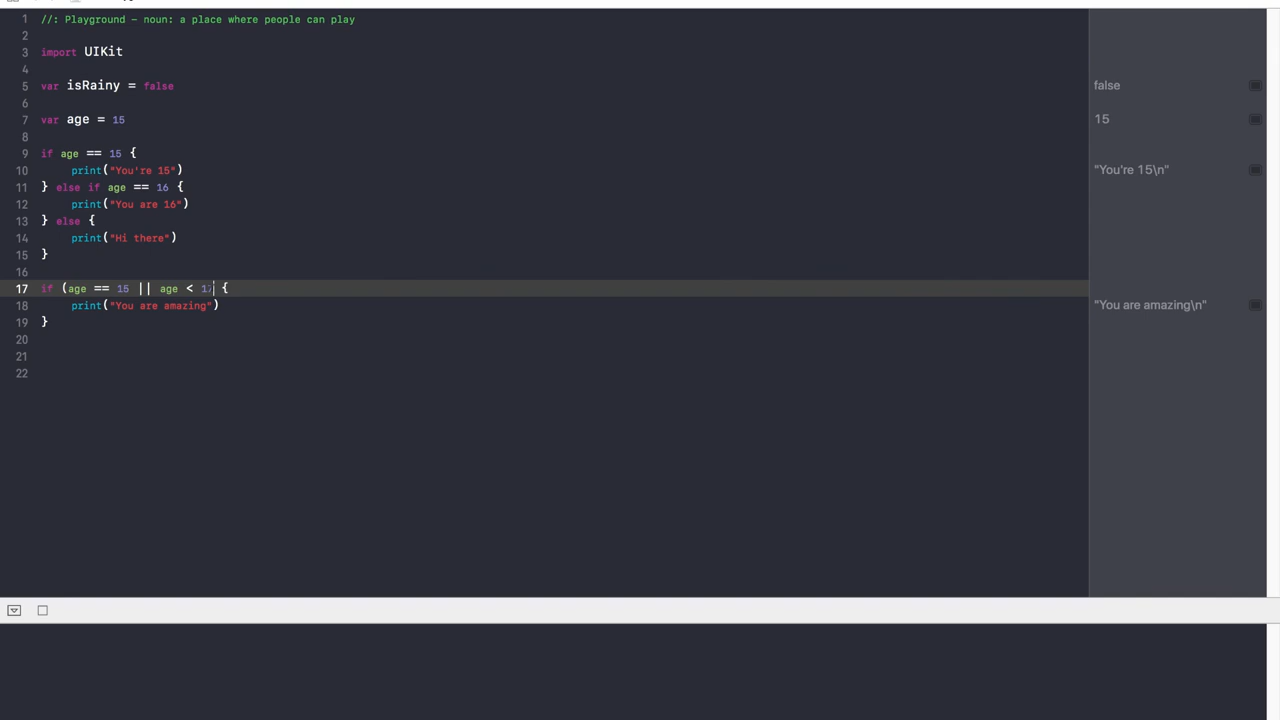 1 //: Playground - noun: a place where people can play
2
3 import UIKit
4
5 var isRainy = false
false
6
7 var age = 15
15
8
9 if age == 15 {
10 print("You're 15")
"You're 15\n"
11 } else if age == 16 {
12 print("You are 16")
13 } else {
14 print("Hi there")
15 }
16
17 if (age == 15 || age < 17 {
18 print("You are amazing")
"You are amazing\n"
19 }
20
21
22